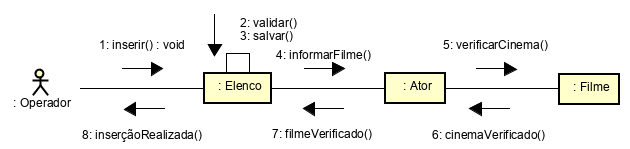 2: validar()
3: salvar()
1: inserir() : void
4: informarFilme()
5: verificarCinema()
: Operador
: Elenco
: Ator
: Filme
8: inserçãoRealizada()
7: filmeVerificado()
6: cinemaVerificado()